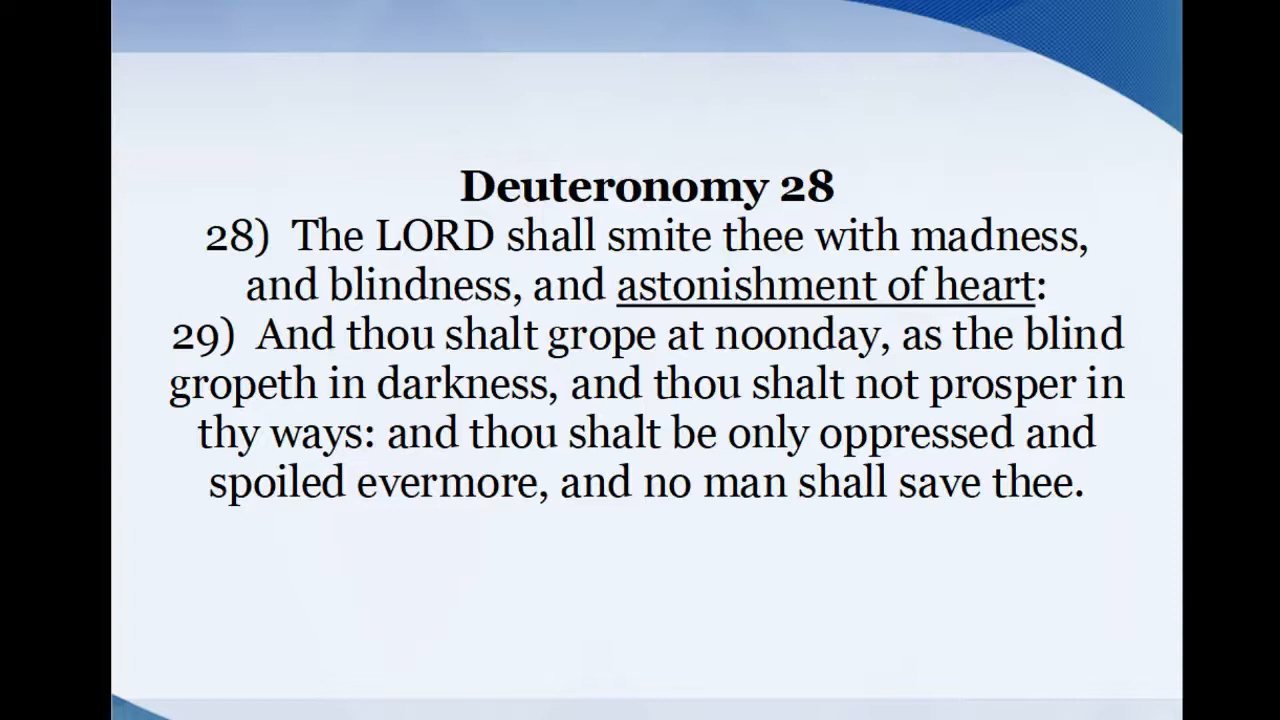 Deuteronomy 28
28) The LORD shall smite thee with madness,
and blindness, and astonishment of heart:
29) And thou shalt grope at noonday, as the blind
gropeth in darkness, and thou shalt not prosper in
thy ways: and thou shalt be only oppressed and
spoiled evermore, and no man shall save thee.